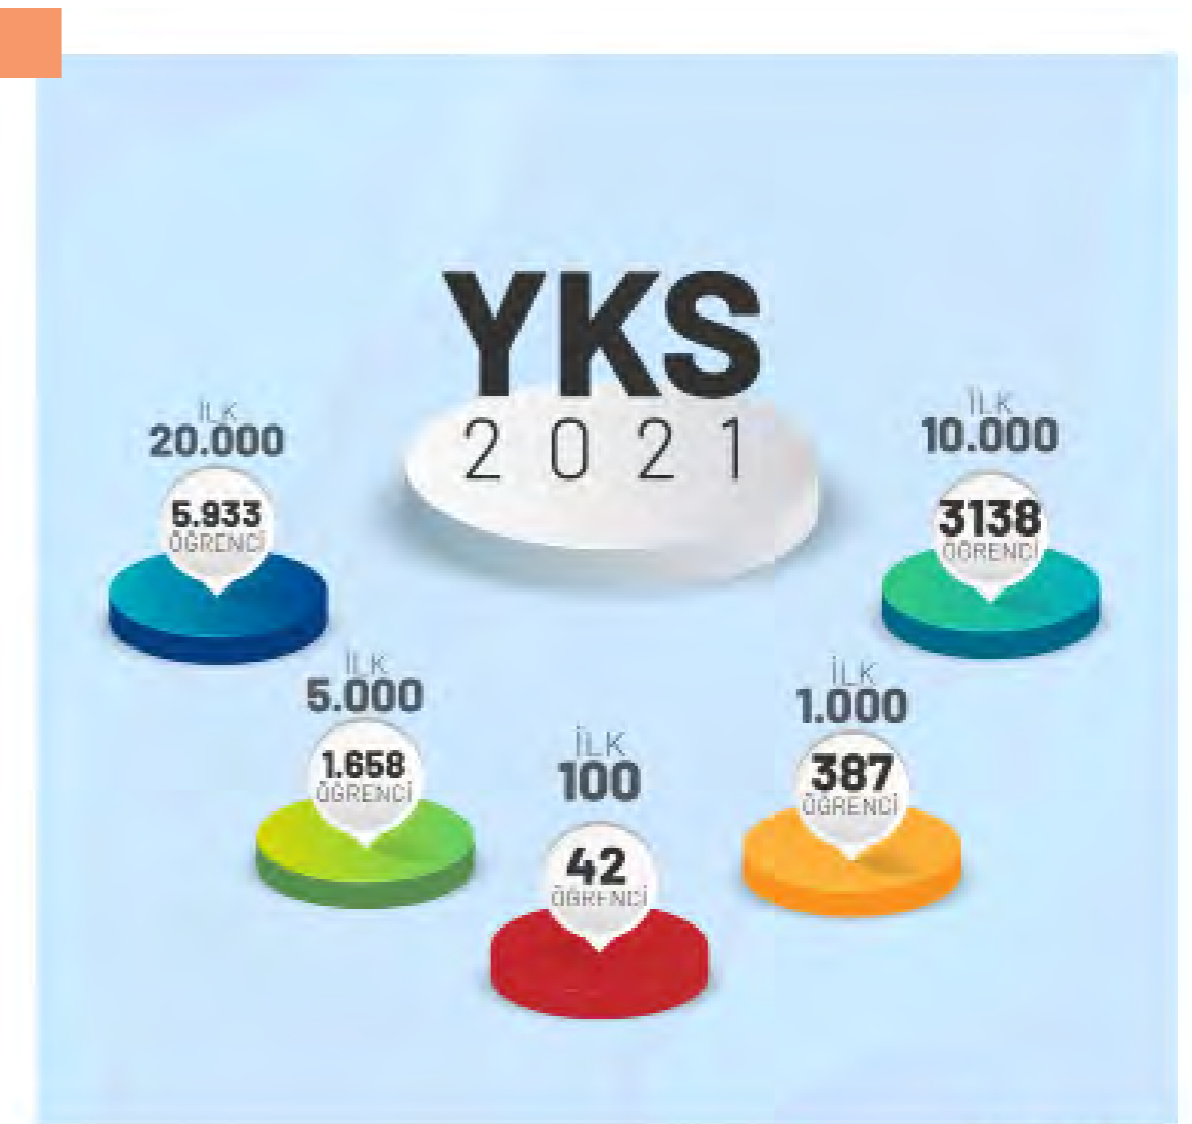 YKS
2021
İLK
20.000
5.933
ÖĞRENCİ
İLK
5.000
1.658
ÖĞRENCİ
İLK
100
42
ÖĞRENCİ
İLK
1.000
387
ÖĞRENCİ
İLK
10.000
3138
ÖĞRENCİ